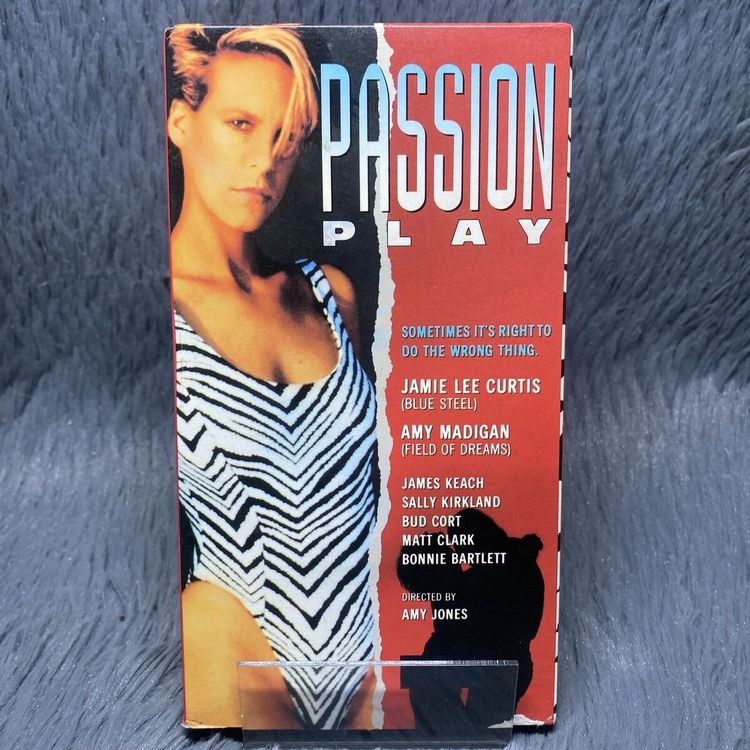 PASSION
PLAY
SOMETIMES IT'S RIGHT TO
DO THE WRONG THING.
JAMIE LEE CURTIS
(BLUE STEEL)
AMY MADIGAN
(FIELD OF DREAMS)
JAMES KEACH
SALLY KIRKLAND
BUD CORT
MATT CLARK
BONNIE BARTLETT
DIRECTED BY
AMY JONES